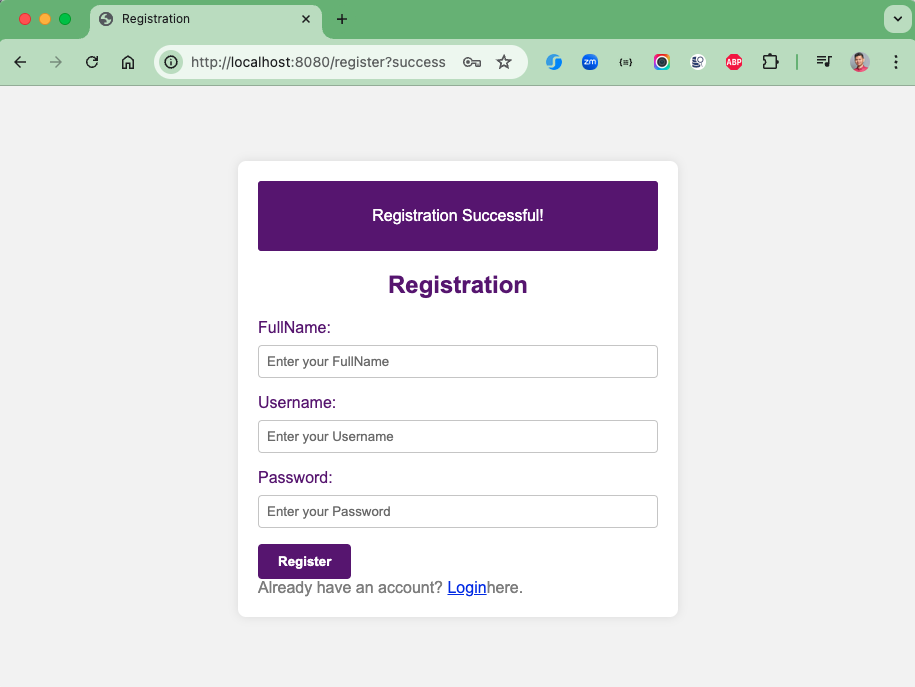 Registration
http://localhost:8080/register?success
zm
{≡}
ABP
Registration Successful!
Registration
FullName:
Enter your FullName
Username:
Enter your Username
Password:
Enter your Password
Register
Already have an account? Loginhere.